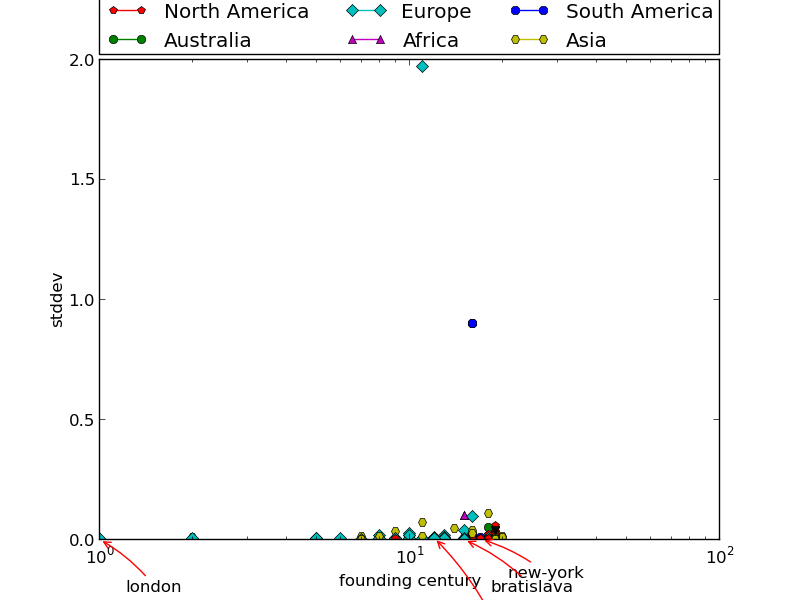 North America Europe South America
Australia Africa Asia
2.0
1.5
1.0
0.5
0.0
stddev
10^0 10^1 10^2
founding century
new-york
london
bratislava